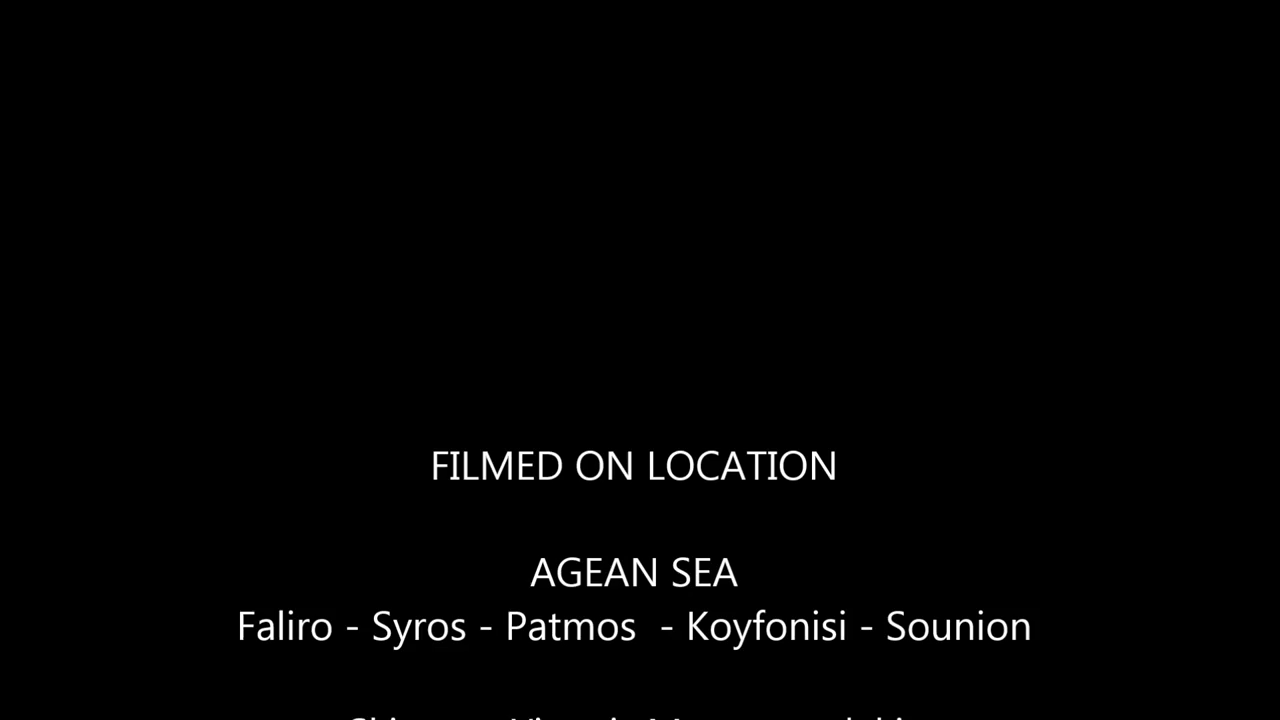 FILMED ON LOCATION
AGEAN SEA
Faliro - Syros - Patmos - Koyfonisi - Sounion